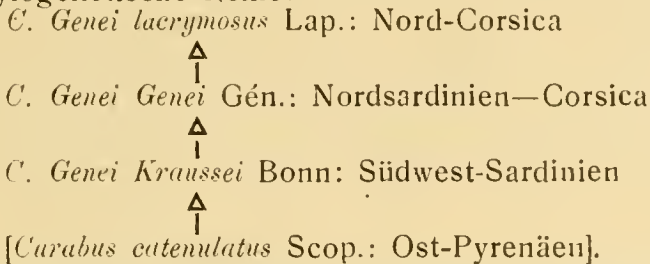 C. Genei lacrymosus Lap.: Nord-Corsica
C. Genei Genei Gén.: Nordsardinien—Corsica
C. Genei Kraussei Bonn: Südwest-Sardinien
[Carabus catenulatus Scop.: Ost-Pyrenäen].